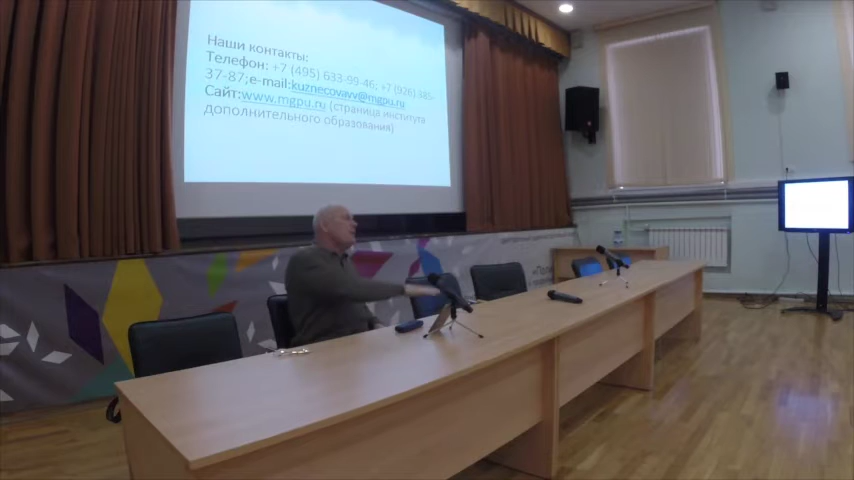 Наши контакты:
Телефон: +7 (495) 633-99-46; +7 (926)
37-87;e-mail:kuznecovavv@mgpu.ru
Сайт:www.mgpu.ru (страница института
дополнительного образования)